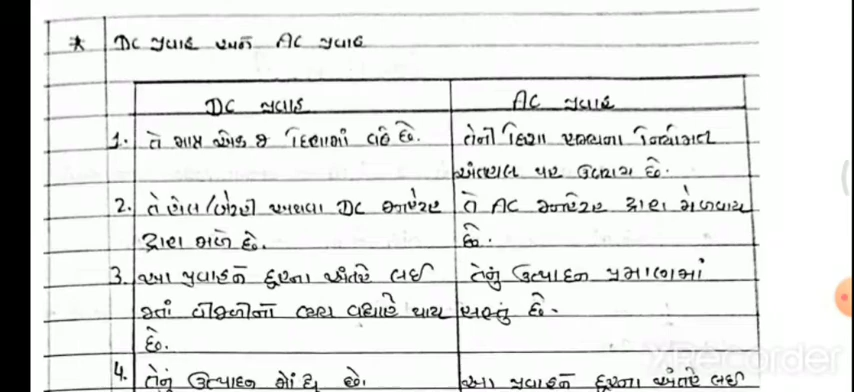 * DC પ્રવાહ અને AC પ્રવાહ
DC પ્રવાહ
AC પ્રવાહ
1. તે માત્ર એક જ દિશામાં વહે છે.
તેની દિશા સમયના નિયમિત
અંતરાલ પર ઉલટાય છે.
2. તે સેલ/બેટરી અથવા DC જનરેટર
દ્વારા મળે છે.
તે AC જનરેટર દ્વારા મેળવાય
છે.
3. આ પ્રવાહને દૂરના અંતરે લઈ
જતાં વીજળીનો વ્યય વધારે થાય
છે.
તેનું ઉત્પાદન પ્રમાણમાં
સસ્તું છે.
4. તેનું ઉત્પાદન મોંઘુ છે.
આ પ્રવાહને દૂરના અંતરે લઈ
XRecorder